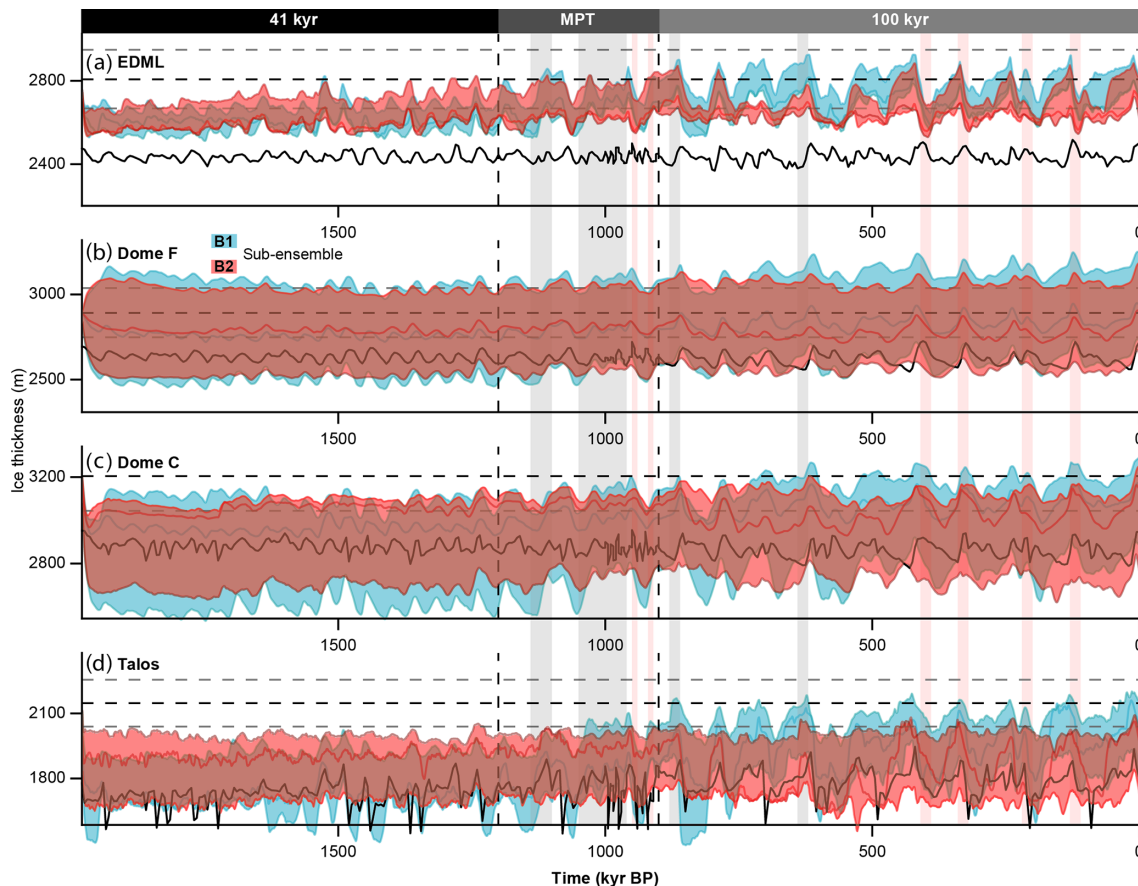 41 kyr MPT 100 kyr
(a) EDML
2800
2400
1500 1000 500 0
(b) Dome F
B1
B2
Sub-ensemble
3000
2500
1500 1000 500 0
(c) Dome C
3200
2800
1500 1000 500 0
(d) Talos
2100
1800
1500 1000 500 0
Ice thickness (m)
Time (kyr BP)